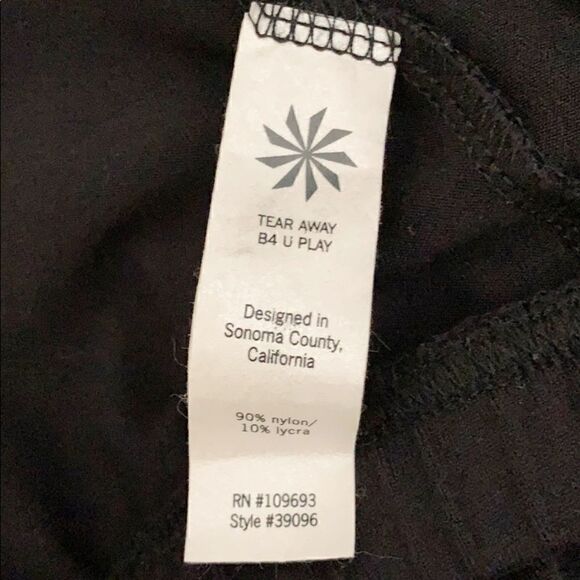 TEAR AWAY
B4 U PLAY
Designed in
Sonoma County,
California
90% nylon/
10% lycra
RN #109693
Style #39096